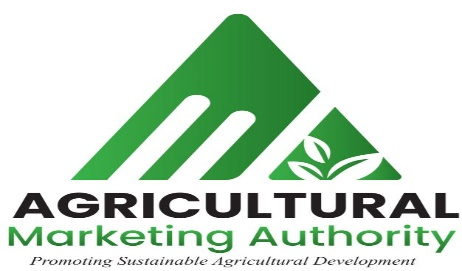 AGRICULTURAL
Marketing Authority
Promoting Sustainable Agricultural Development